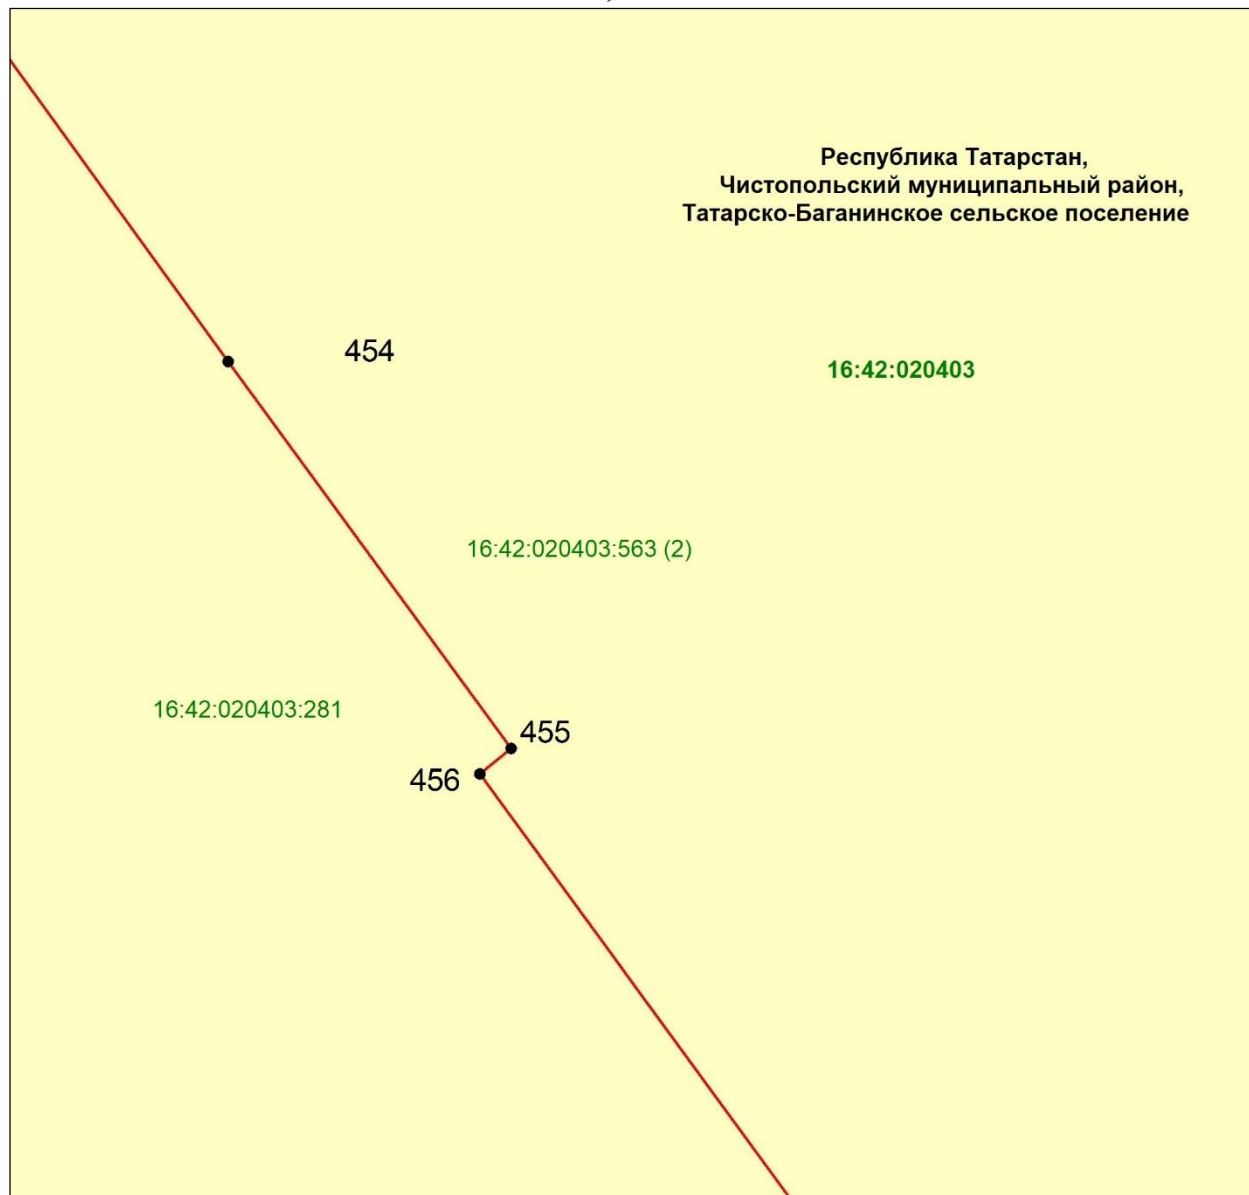 Республика Татарстан,
Чистопольский муниципальный район,
Татарско-Баганинское сельское поселение
454
16:42:020403
16:42:020403:563 (2)
16:42:020403:281
455
456